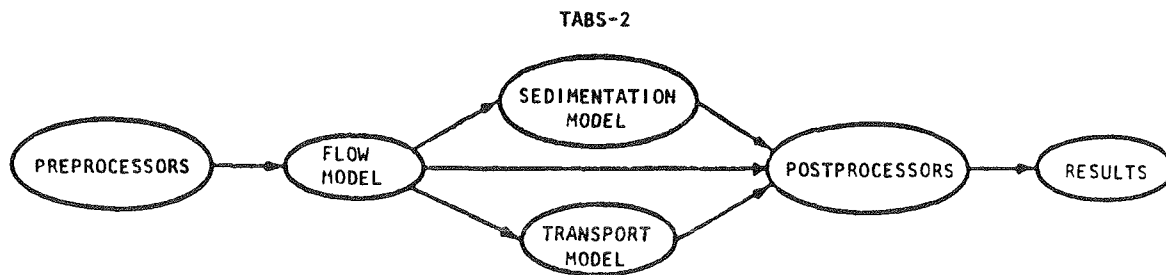 TABS-2
PREPROCESSORS
FLOW
MODEL
SEDIMENTATION
MODEL
TRANSPORT
MODEL
POSTPROCESSORS
RESULTS